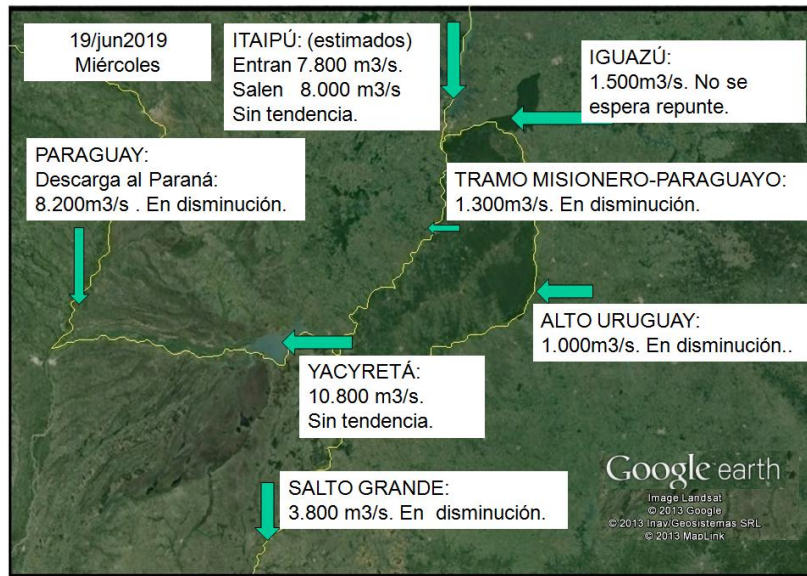 19/jun2019
Miércoles
ITAIPÚ: (estimados)
Entran 7.800 m3/s.
Salen 8.000 m3/s
Sin tendencia.
IGUAZÚ:
1.500m3/s. No se
espera repunte.
PARAGUAY:
Descarga al Paraná:
8.200m3/s . En disminución.
TRAMO MISIONERO-PARAGUAYO:
1.300m3/s. En disminución.
ALTO URUGUAY:
1.000m3/s. En disminución..
YACYRETÁ:
10.800 m3/s.
Sin tendencia.
SALTO GRANDE:
3.800 m3/s. En disminución.
Google earth
Image Landsat
© 2013 Google
© 2013 Inav/Geosistemas SRL
© 2013 MapLink